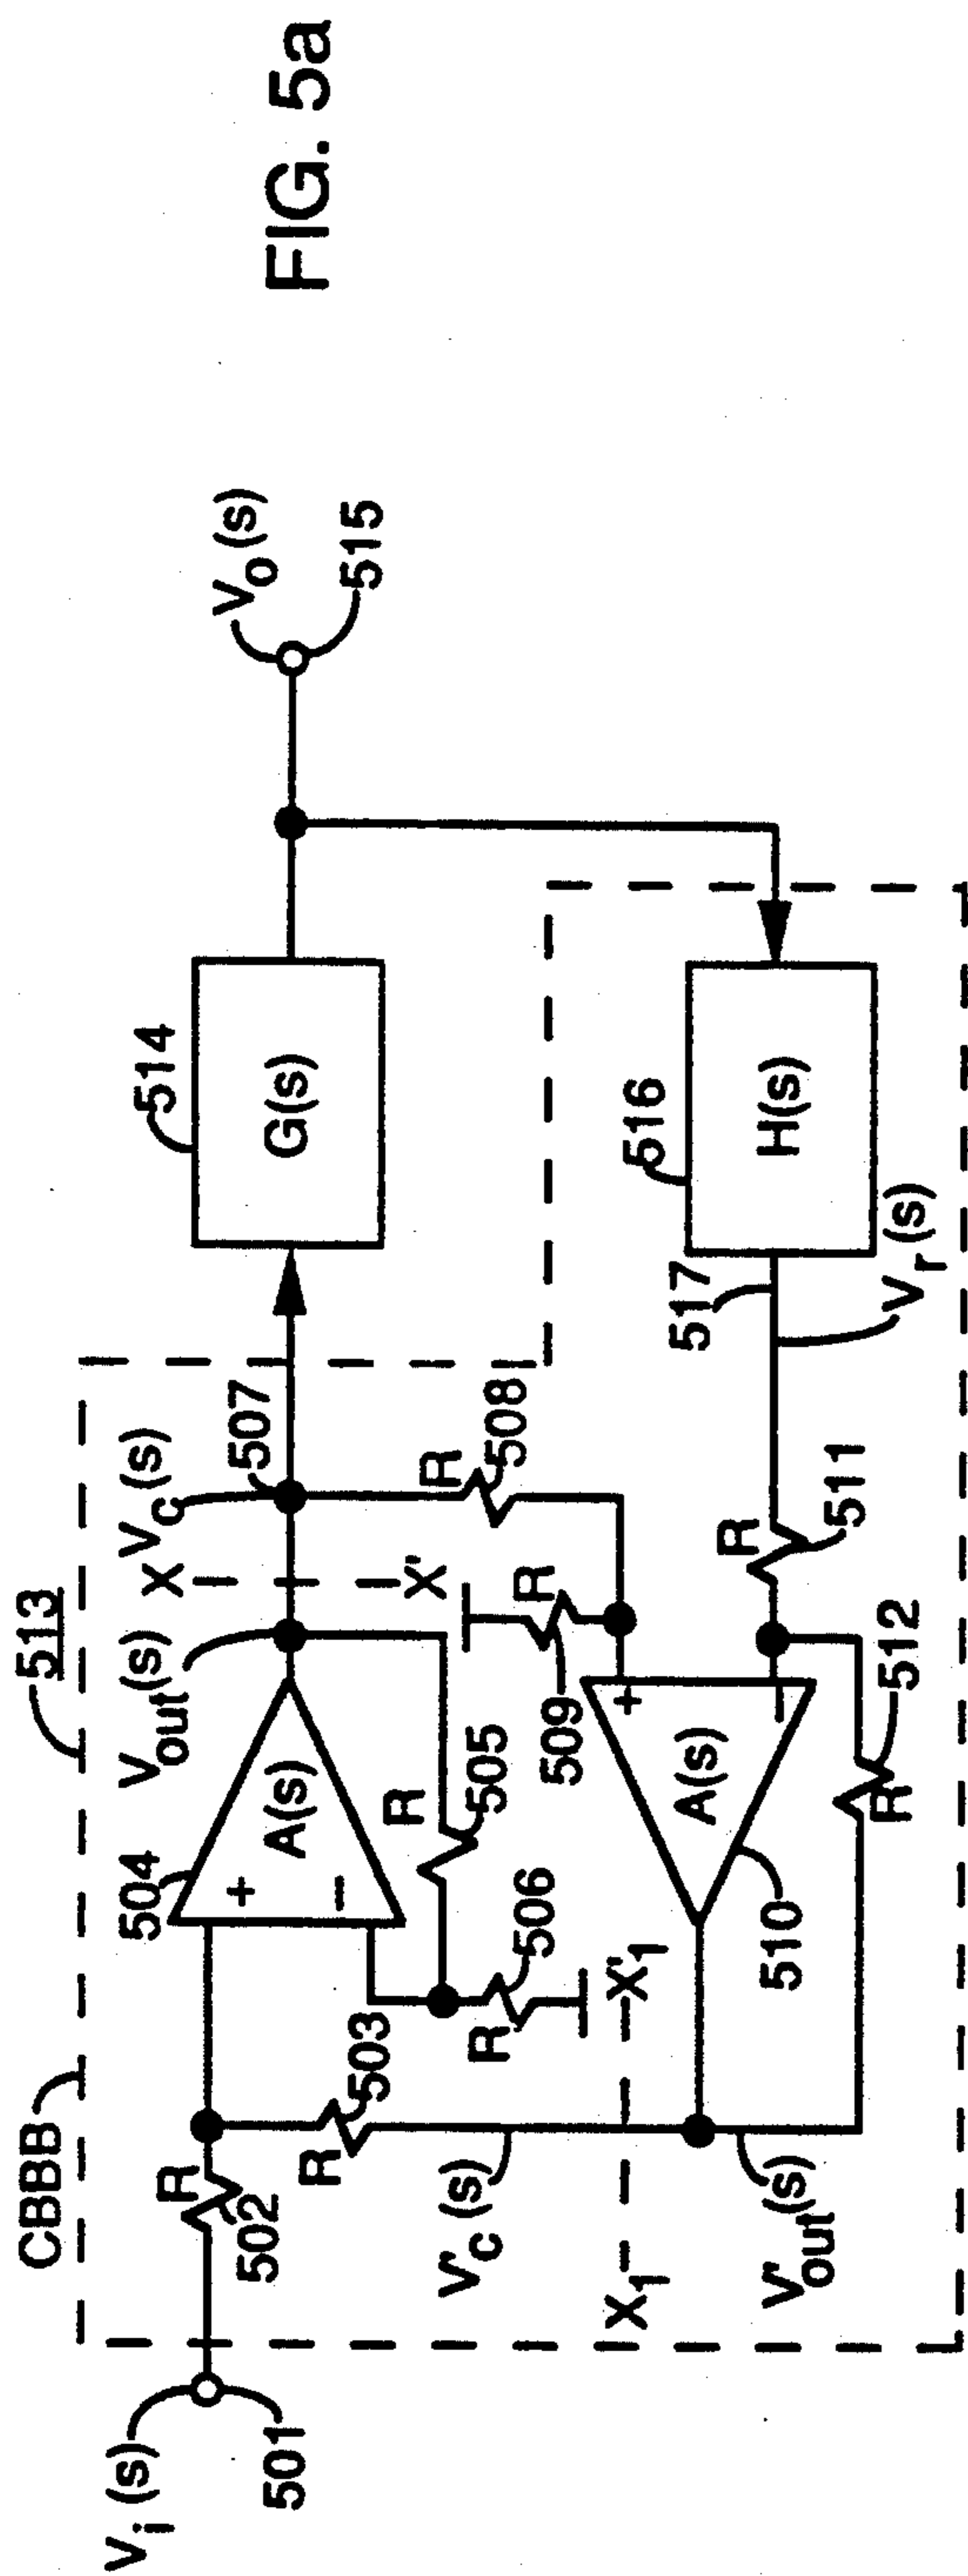 FIG. 5a
CBBB
513
V_i (s)
501
R
502
R
503
504
+
−
A(s)
R
505
R
506
V_out(s)
X
X'
V_c (s)
507
R
508
R
509
514
G(s)
V_o (s)
515
+
−
A(s)
510
X_1
X'_1
V'_c (s)
V'_out(s)
R
511
R
512
517
V_r (s)
516
H(s)